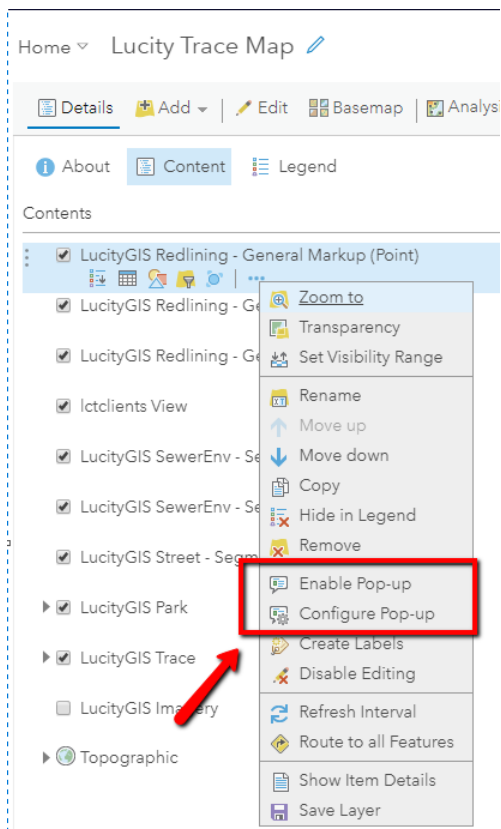 Home Lucity Trace Map
Details Add Edit Basemap Analysi
About Content Legend
Contents
LucityGIS Redlining - General Markup (Point)
LucityGIS Redlining - Ge
LucityGIS Redlining - Ge
lctclients View
LucityGIS SewerEnv - Se
LucityGIS SewerEnv - Se
LucityGIS Street - Segm
LucityGIS Park
LucityGIS Trace
LucityGIS Imagery
Topographic
Zoom to
Transparency
Set Visibility Range
Rename
Move up
Move down
Copy
Hide in Legend
Remove
Enable Pop-up
Configure Pop-up
Create Labels
Disable Editing
Refresh Interval
Route to all Features
Show Item Details
Save Layer